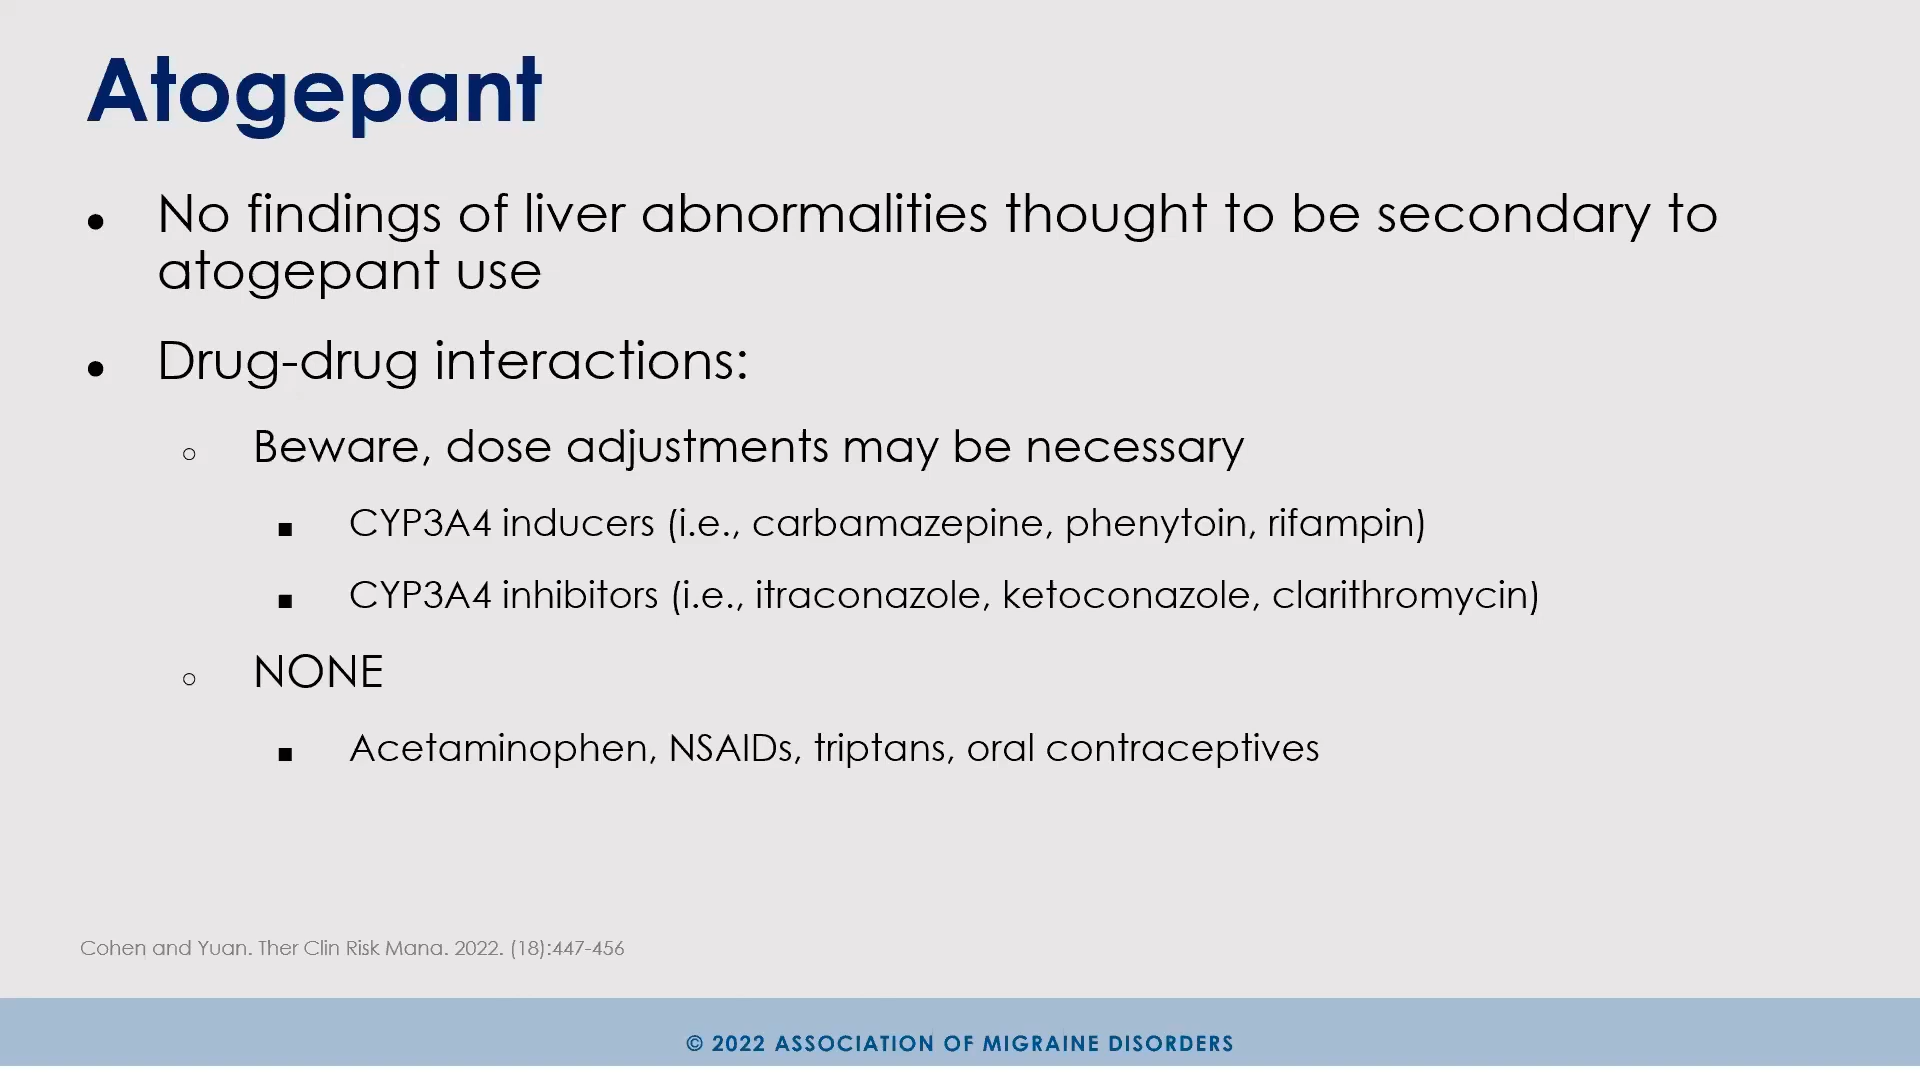 Atogepant
● No findings of liver abnormalities thought to be secondary to
atogepant use
● Drug-drug interactions:
○ Beware, dose adjustments may be necessary
■ CYP3A4 inducers (i.e., carbamazepine, phenytoin, rifampin)
■ CYP3A4 inhibitors (i.e., itraconazole, ketoconazole, clarithromycin)
○ NONE
■ Acetaminophen, NSAIDs, triptans, oral contraceptives
Cohen and Yuan. Ther Clin Risk Mana. 2022. (18):447-456
© 2022 ASSOCIATION OF MIGRAINE DISORDERS